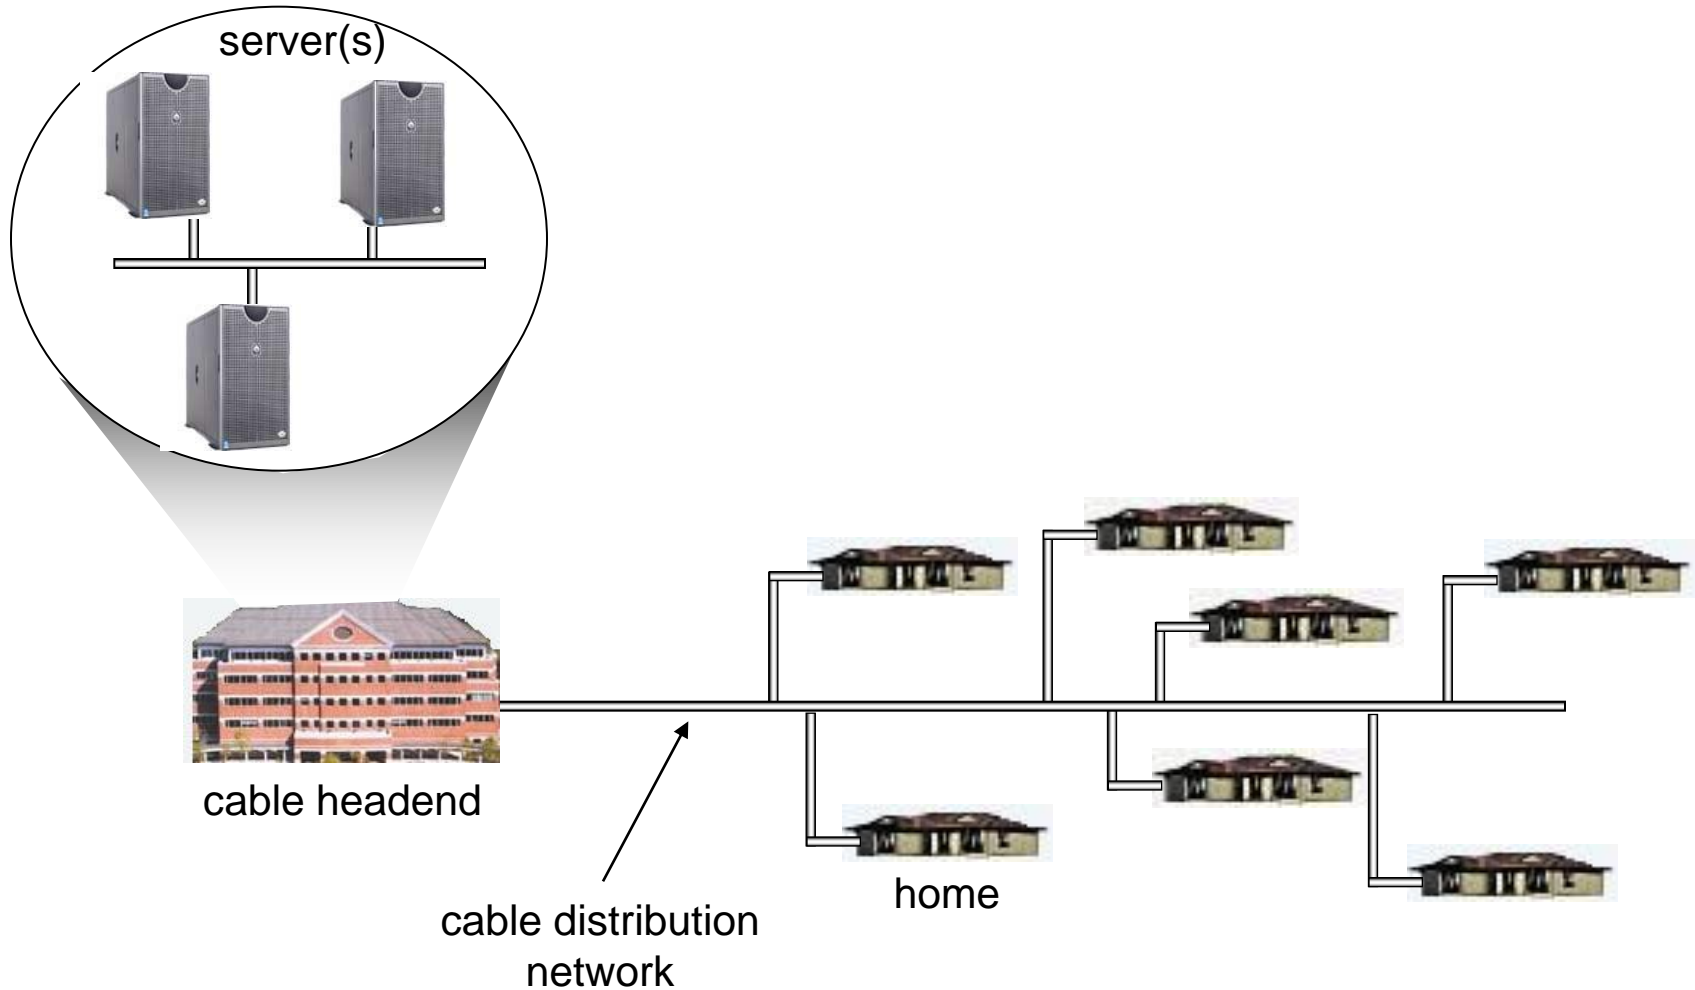 server(s)
cable headend
home
cable distribution
network